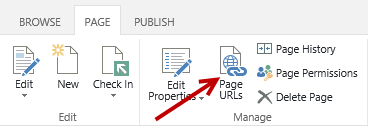 BROWSE PAGE PUBLISH
Edit New Check In
Edit Properties
Page URLs
Page History
Page Permissions
Delete Page
Edit Manage